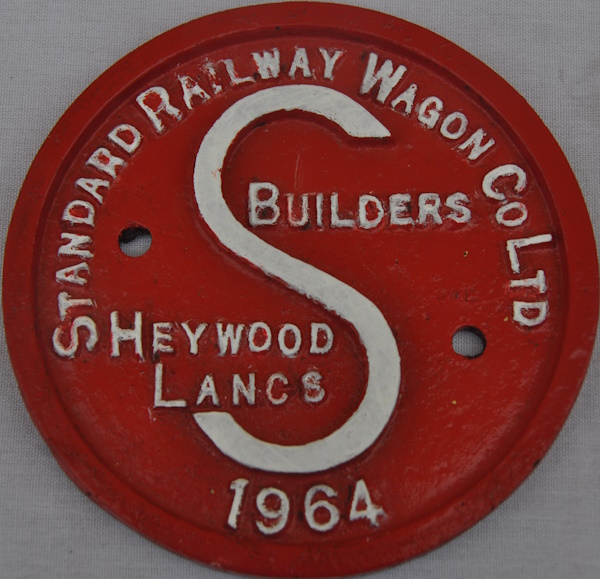 STANDARD RAILWAY WAGON CO LTD
S
BUILDERS
HEYWOOD
LANCS
1964